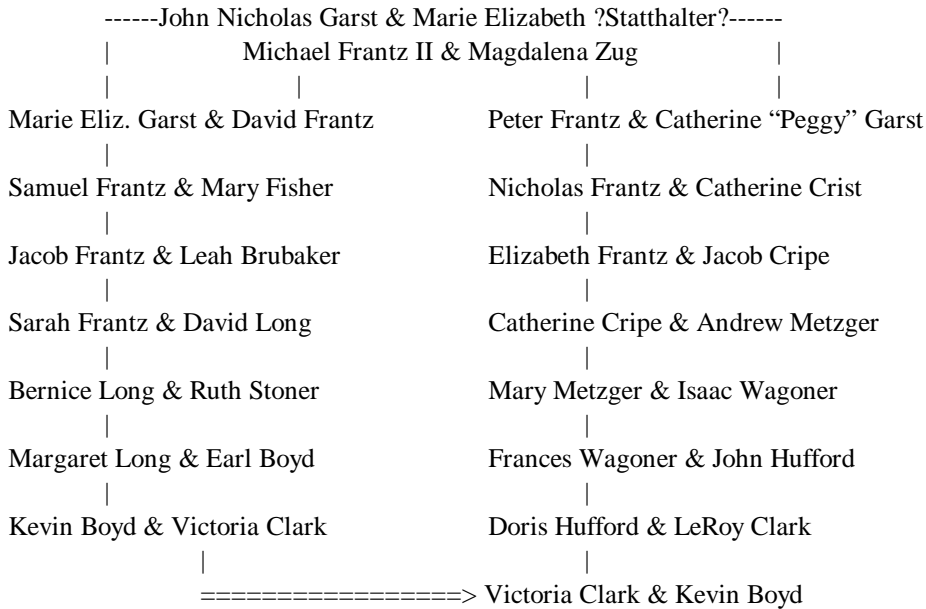 ------John Nicholas Garst & Marie Elizabeth ?Statthalter?------
| Michael Frantz II & Magdalena Zug |
| | | |
Marie Eliz. Garst & David Frantz Peter Frantz & Catherine “Peggy” Garst
| |
Samuel Frantz & Mary Fisher Nicholas Frantz & Catherine Crist
| |
Jacob Frantz & Leah Brubaker Elizabeth Frantz & Jacob Cripe
| |
Sarah Frantz & David Long Catherine Cripe & Andrew Metzger
| |
Bernice Long & Ruth Stoner Mary Metzger & Isaac Wagoner
| |
Margaret Long & Earl Boyd Frances Wagoner & John Hufford
| |
Kevin Boyd & Victoria Clark Doris Hufford & LeRoy Clark
| |
=================> Victoria Clark & Kevin Boyd